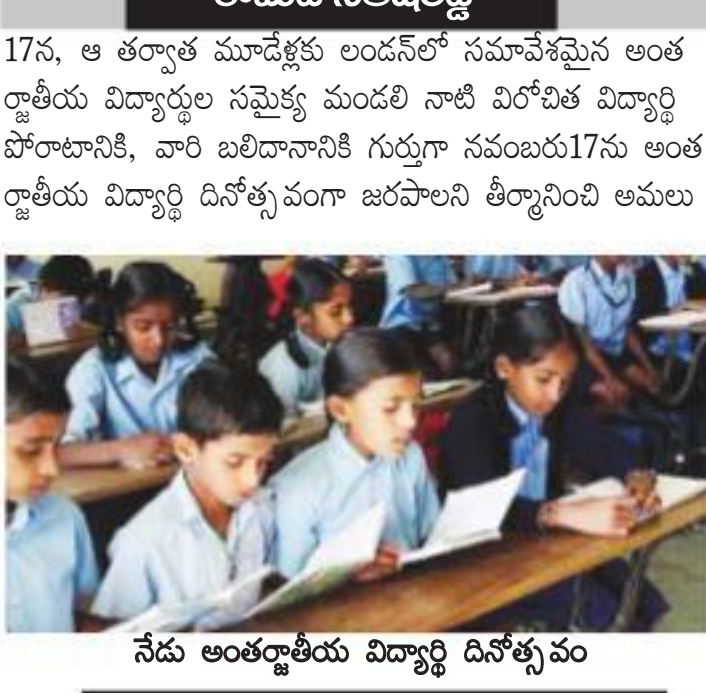 17న, ఆ తర్వాత మూడేళ్లకు లండన్‌లో సమావేశమైన అంత
ర్జాతీయ విద్యార్థుల సమైక్య మండలి నాటి విరోచిత విద్యార్థి
పోరాటానికి, వారి బలిదానానికి గుర్తుగా నవంబరు17ను అంత
ర్జాతీయ విద్యార్థి దినోత్సవంగా జరపాలని తీర్మానించి అమలు
నేడు అంతర్జాతీయ విద్యార్థి దినోత్సవం